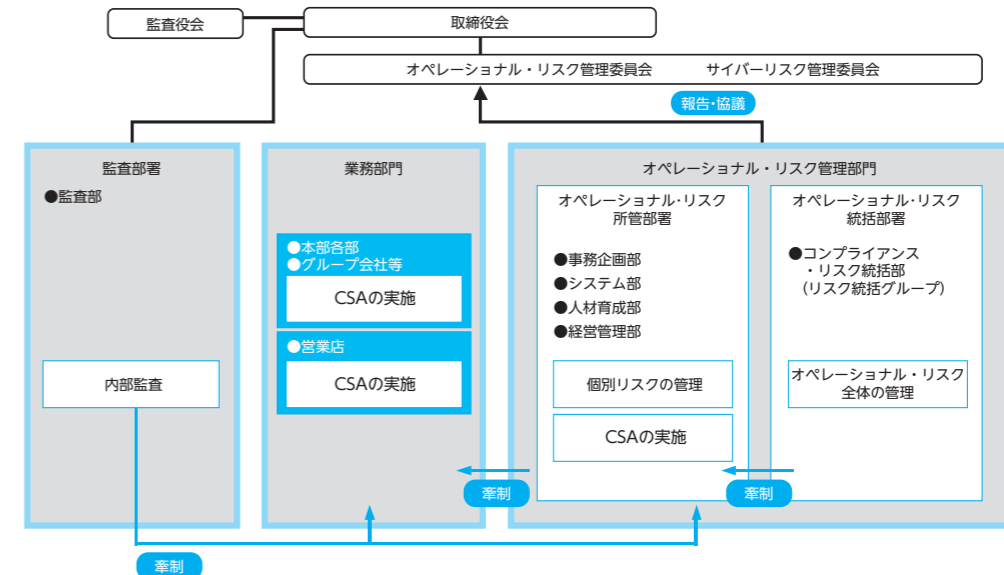 監査役会
取締役会
オペレーショナル・リスク管理委員会 サイバーリスク管理委員会
報告・協議
監査部署
●監査部
内部監査
業務部門
●本部各部
●グループ会社等
CSAの実施
●営業店
CSAの実施
オペレーショナル・リスク管理部門
オペレーショナル・リスク
所管部署
●事務企画部
●システム部
●人材育成部
●経営管理部
個別リスクの管理
CSAの実施
オペレーショナル・リスク
統括部署
●コンプライアンス
・リスク統括部
（リスク統括グループ）
オペレーショナル・リスク
全体の管理
牽制
牽制
牽制